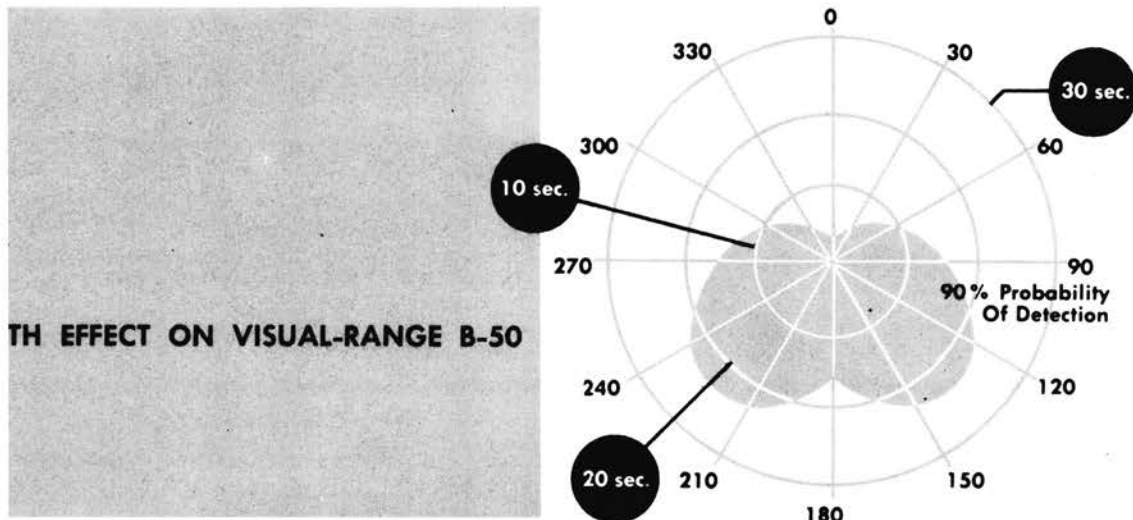 TH EFFECT ON VISUAL-RANGE B-50
0
30
30 sec.
60
90
90% Probability
Of Detection
120
150
180
210
20 sec.
240
270
10 sec.
300
330